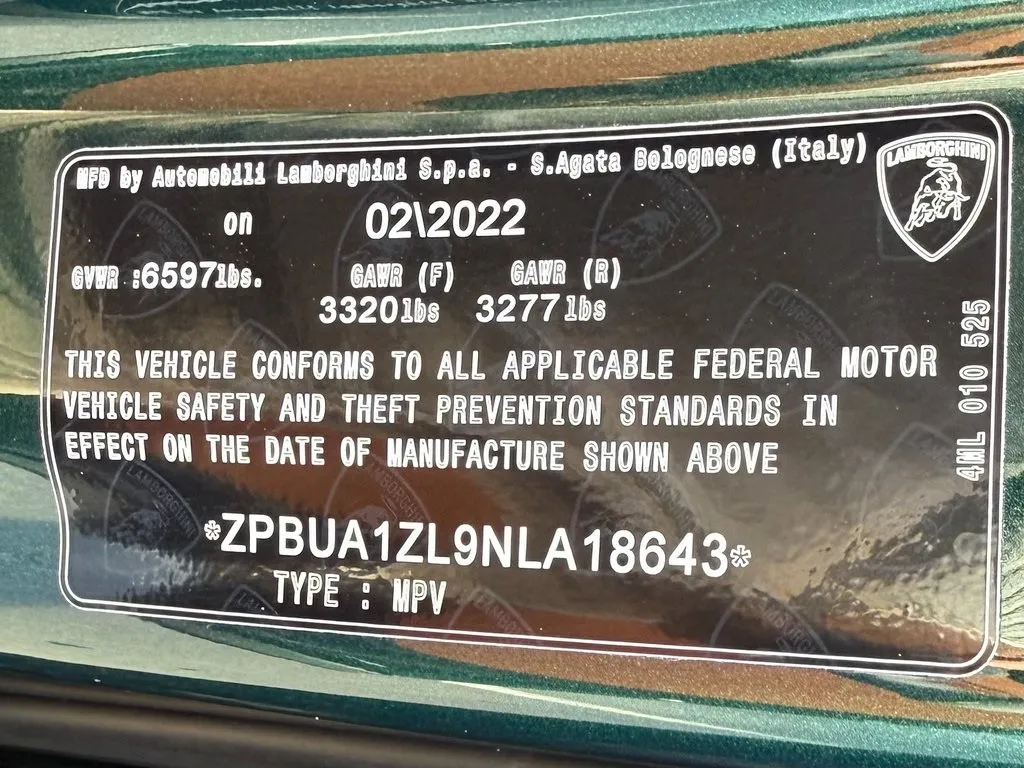 MFD by Automobili Lamborghini S.p.a. - S.Agata Bolognese (Italy)
LAMBORGHINI
on 02\2022
GVWR :6597lbs. GAWR (F) GAWR (R)
3320lbs 3277lbs
THIS VEHICLE CONFORMS TO ALL APPLICABLE FEDERAL MOTOR
VEHICLE SAFETY AND THEFT PREVENTION STANDARDS IN
EFFECT ON THE DATE OF MANUFACTURE SHOWN ABOVE
*ZPBUA1ZL9NLA18643*
TYPE : MPV
4ML 010 525